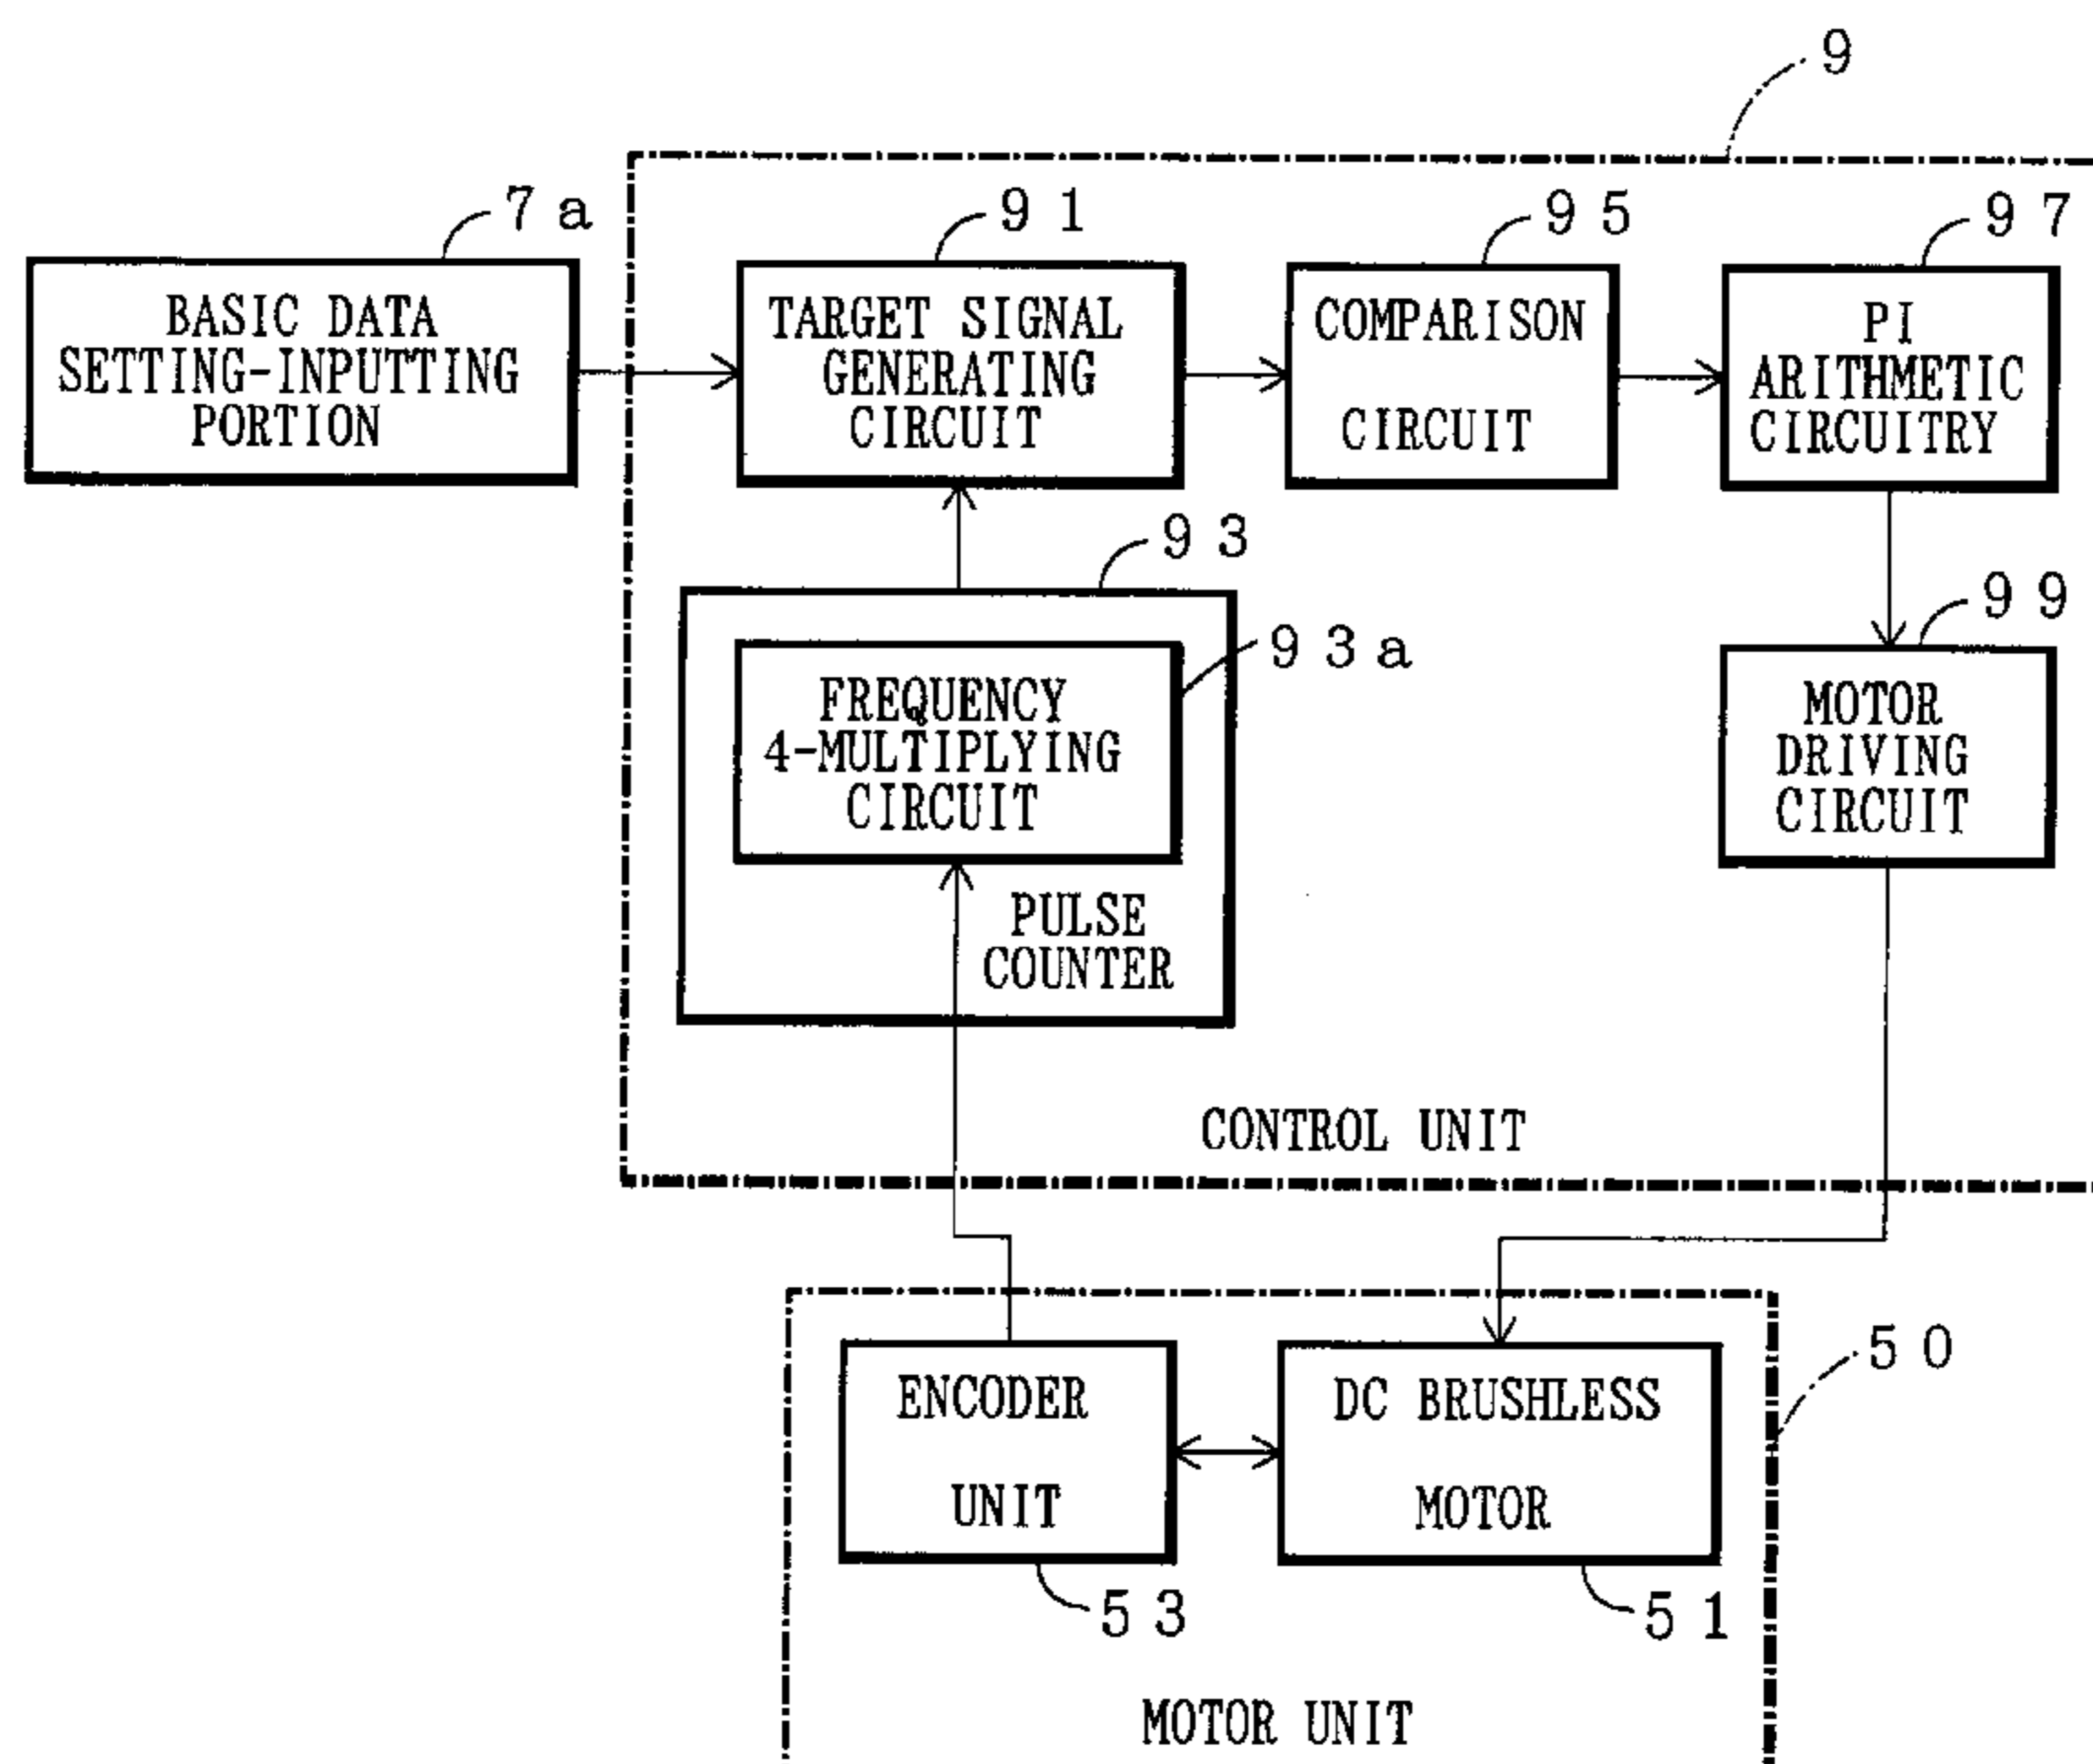 9
7a
91
95
97
BASIC DATA
SETTING-INPUTTING
PORTION
TARGET SIGNAL
GENERATING
CIRCUIT
COMPARISON
CIRCUIT
PI
ARITHMETIC
CIRCUITRY
93
99
93a
FREQUENCY
4-MULTIPLYING
CIRCUIT
MOTOR
DRIVING
CIRCUIT
PULSE
COUNTER
CONTROL UNIT
50
ENCODER
UNIT
DC BRUSHLESS
MOTOR
53
51
MOTOR UNIT